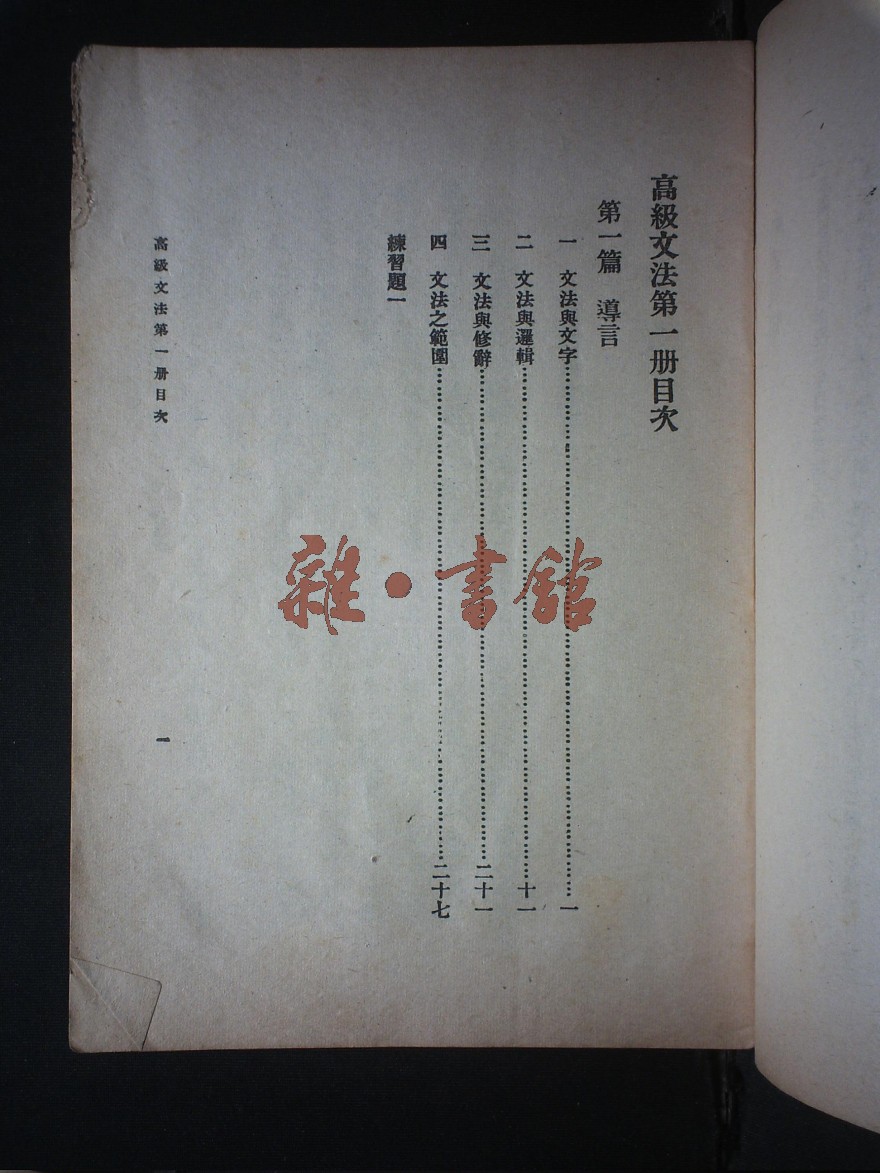 高級文法第一册目次
第一篇　導言
一　文法與文字……一
二　文法與邏輯……十一
三　文法與修辭……二十一
四　文法之範圍……二十七
練習題一
高級文法第一册目次
一
雜·書館